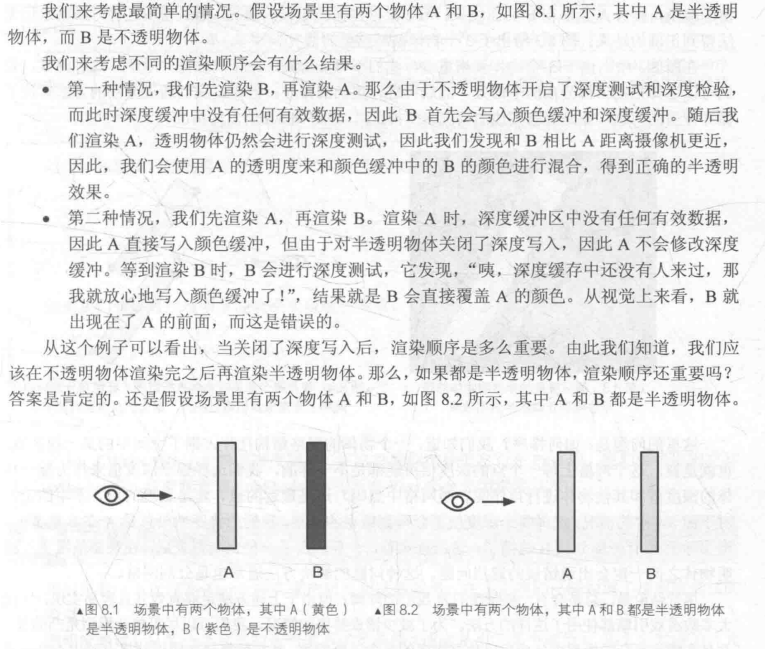 我们来考虑最简单的情况。假设场景里有两个物体 A 和 B，如图 8.1 所示，其中 A 是半透明
物体，而 B 是不透明物体。
我们来考虑不同的渲染顺序会有什么结果。
● 第一种情况，我们先渲染 B，再渲染 A。那么由于不透明物体开启了深度测试和深度检验，
而此时深度缓冲中没有任何有效数据，因此 B 首先会写入颜色缓冲和深度缓冲。随后我
们渲染 A，透明物体仍然会进行深度测试，因此我们发现和 B 相比 A 距离摄像机更近，
因此，我们会使用 A 的透明度来和颜色缓冲中的 B 的颜色进行混合，得到正确的半透明
效果。
● 第二种情况，我们先渲染 A，再渲染 B。渲染 A 时，深度缓冲区中没有任何有效数据，
因此 A 直接写入颜色缓冲，但由于对半透明物体关闭了深度写入，因此 A 不会修改深度
缓冲。等到渲染 B 时，B 会进行深度测试，它发现，“咦，深度缓存中还没有人来过，那
我就放心地写入颜色缓冲了！”，结果就是 B 会直接覆盖 A 的颜色。从视觉上来看，B 就
出现在了 A 的前面，而这是错误的。
从这个例子可以看出，当关闭了深度写入后，渲染顺序是多么重要。由此我们知道，我们应
该在不透明物体渲染完之后再渲染半透明物体。那么，如果都是半透明物体，渲染顺序还重要吗？
答案是肯定的。还是假设场景里有两个物体 A 和 B，如图 8.2 所示，其中 A 和 B 都是半透明物体。
A B
A B
▲图 8.1 场景中有两个物体，其中 A（黄色）
是半透明物体，B（紫色）是不透明物体
▲图 8.2 场景中有两个物体，其中 A 和 B 都是半透明物体